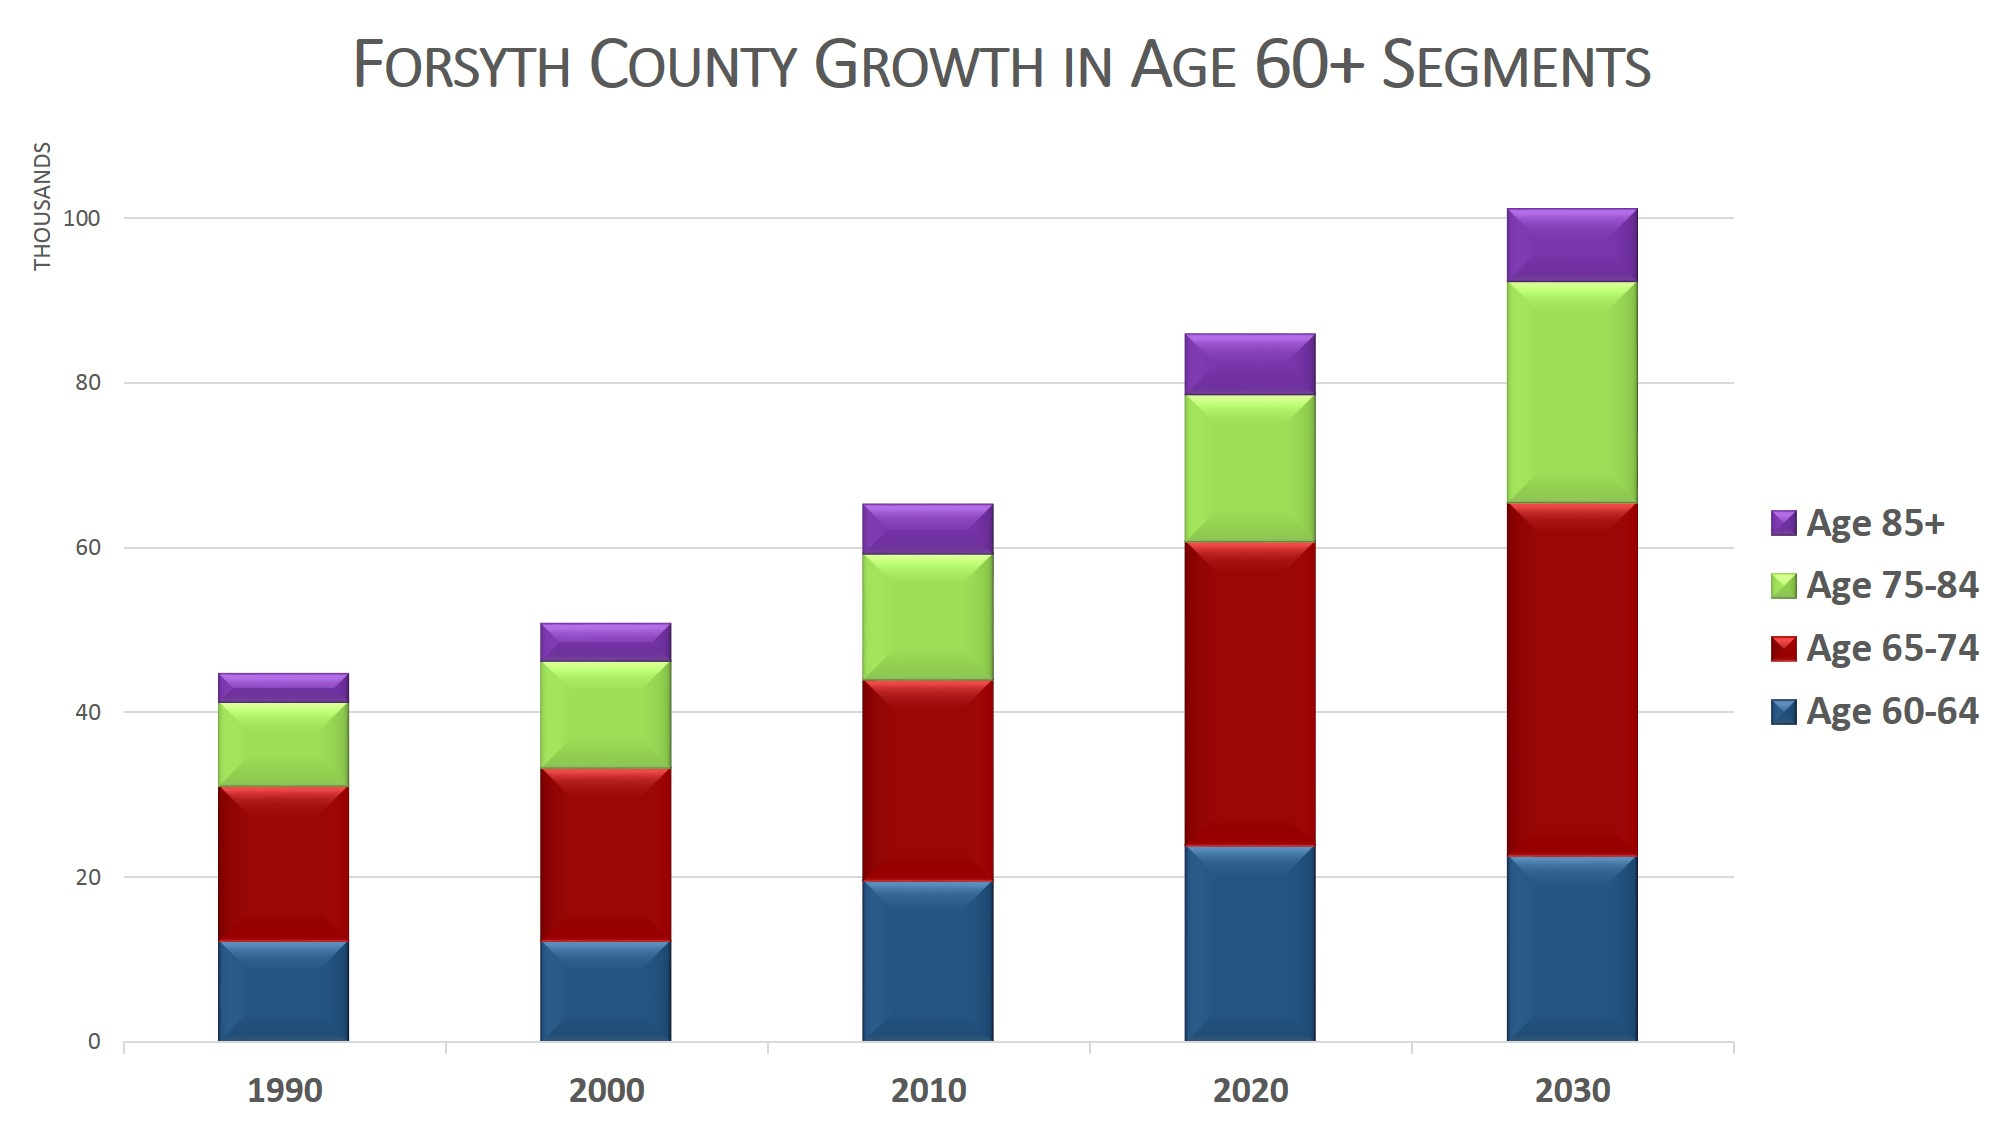 FORSYTH COUNTY GROWTH IN AGE 60+ SEGMENTS
THOUSANDS
100
80
60
40
20
0
1990
2000
2010
2020
2030
Age 85+
Age 75-84
Age 65-74
Age 60-64